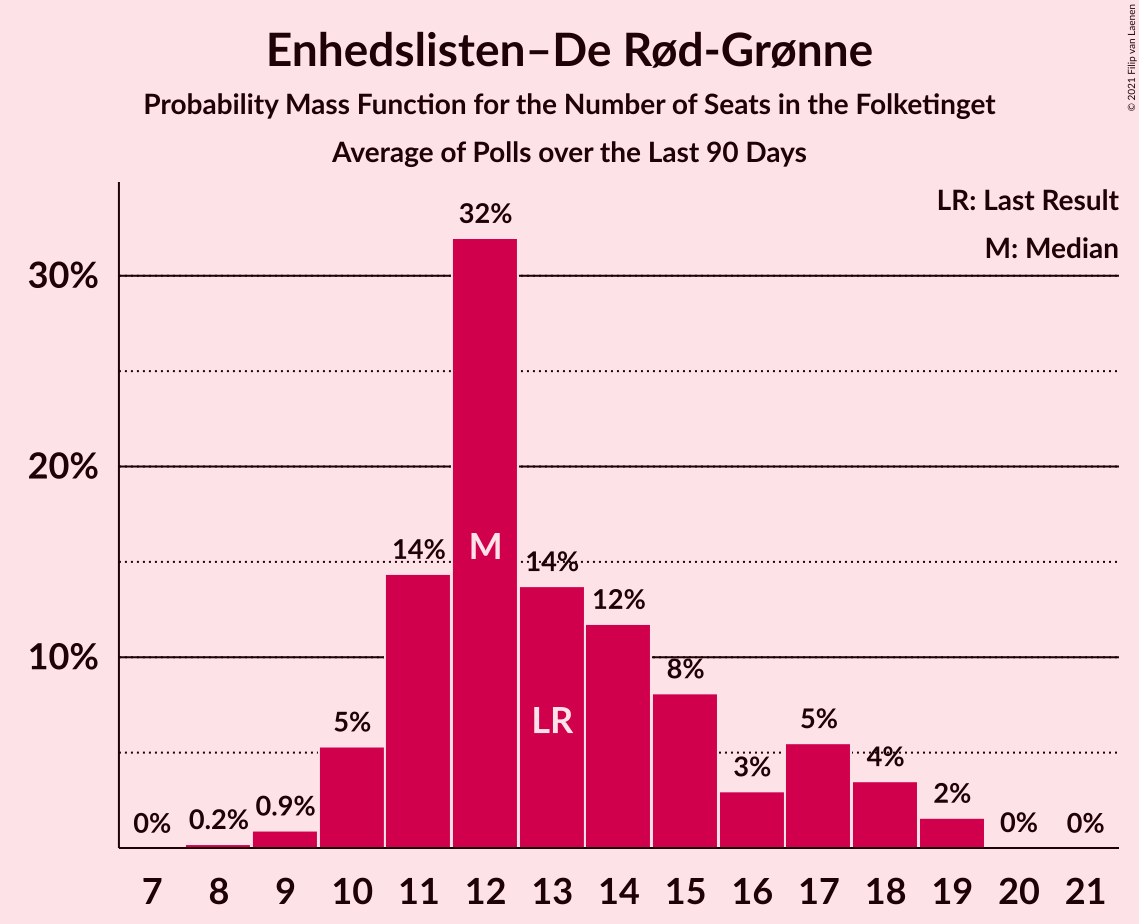 Enhedslisten–De Rød-Grønne
Probability Mass Function for the Number of Seats in the Folketinget
Average of Polls over the Last 90 Days
© 2021 Filip van Laenen
LR: Last Result
M: Median
30%
20%
10%
0%
0.2%
0.9%
5%
14%
32%
14%
12%
8%
3%
5%
4%
2%
0%
0%
M
LR
7 8 9 10 11 12 13 14 15 16 17 18 19 20 21